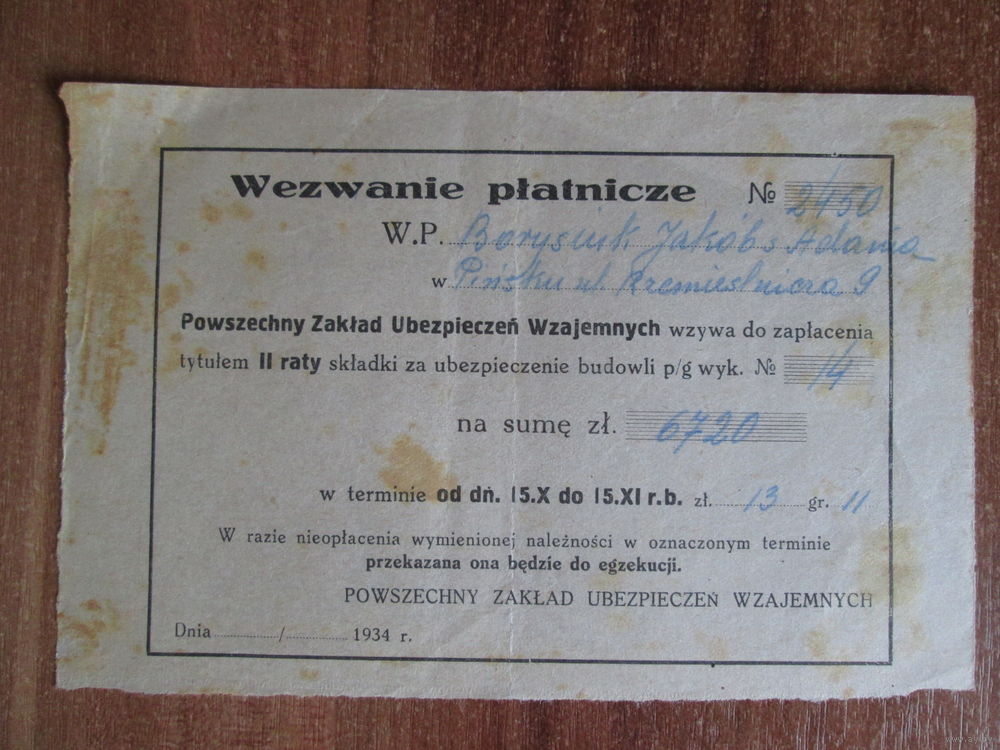 Wezwanie płatnicze № 2450
W.P. Borysiuk Jakób s. Adama
w Pińsku ul. Rzemieślnicza 9
Powszechny Zakład Ubezpieczeń Wzajemnych wzywa do zapłacenia
tytułem II raty składki za ubezpieczenie budowli p/g wyk. № 14
na sumę zł. 6720
w terminie od dń. 15.X do 15.XI r.b. zł. 13 gr. 11
W razie nieopłacenia wymienionej należności w oznaczonym terminie
przekazana ona będzie do egzekucji.
POWSZECHNY ZAKŁAD UBEZPIECZEŃ WZAJEMNYCH
Dnia / 1934 r.